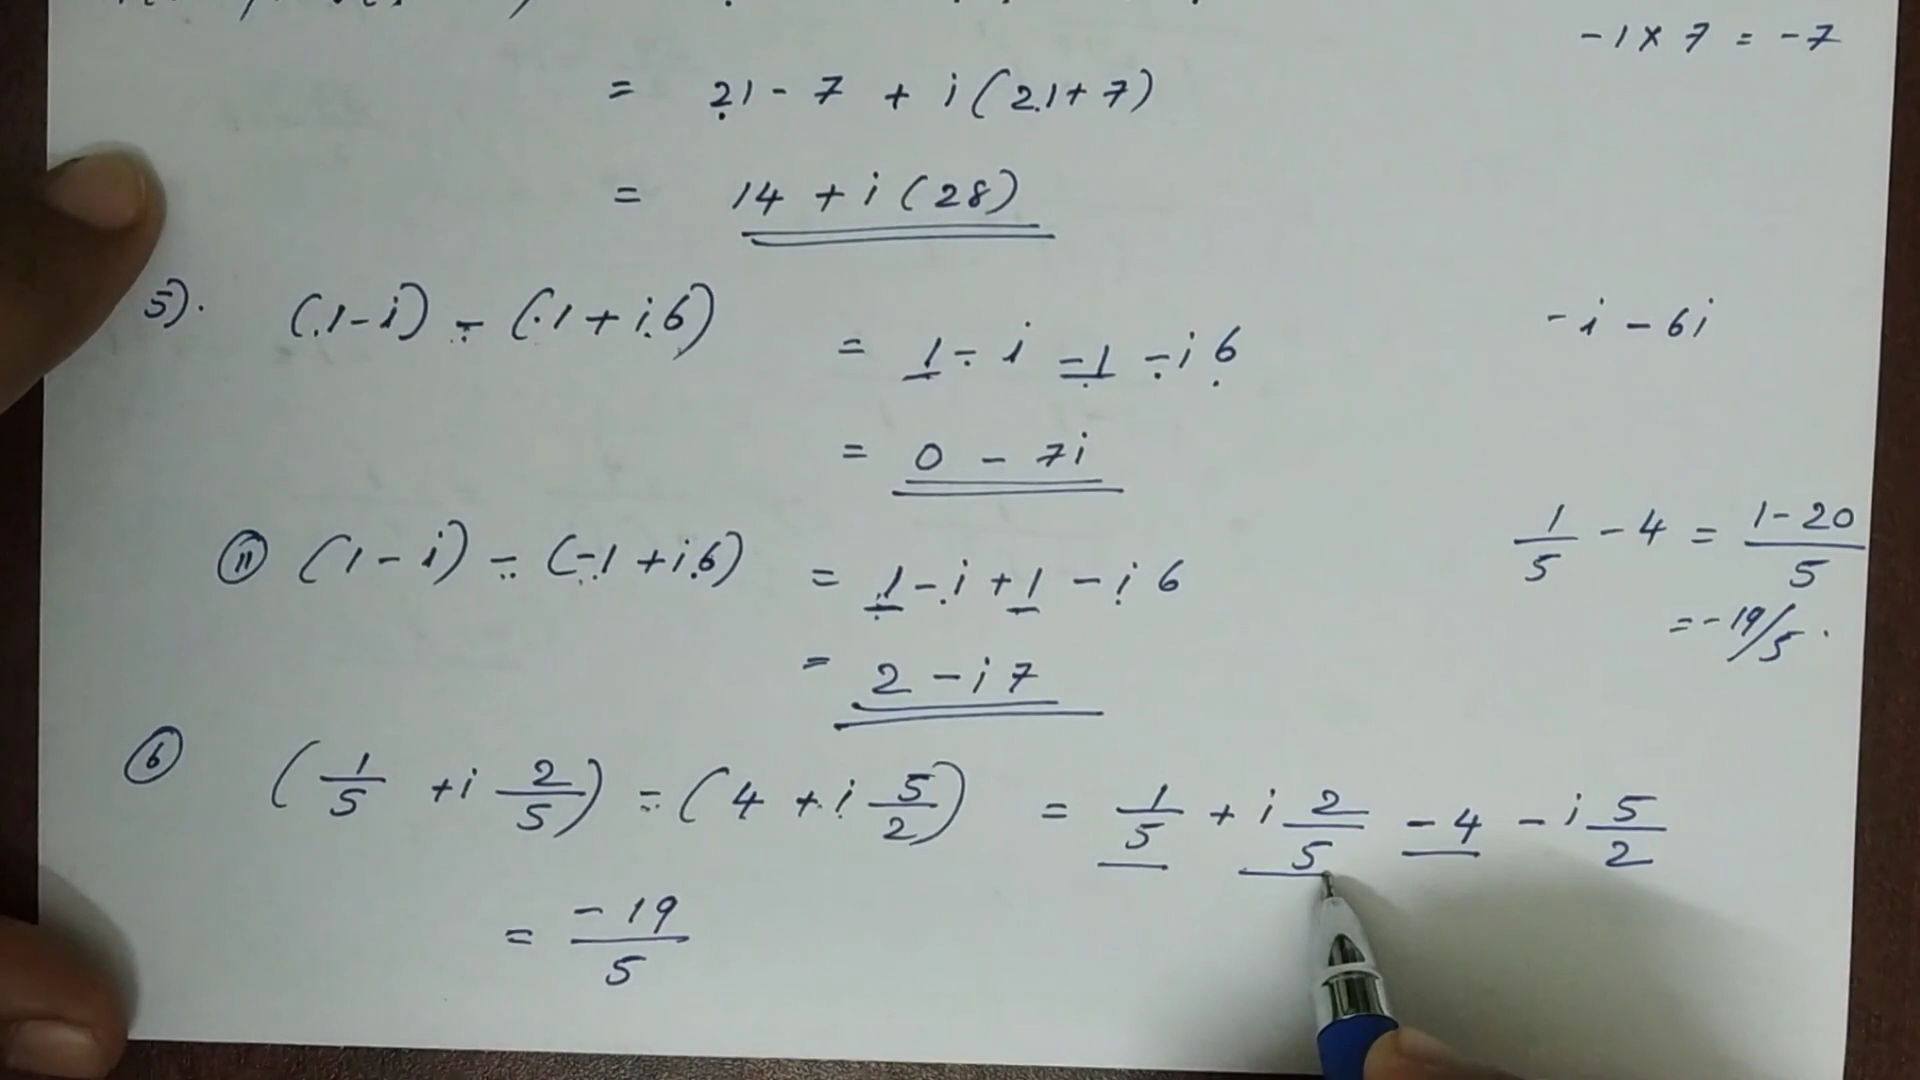 -1 × 7 = -7
= 21 - 7 + i(21 + 7)
= 14 + i(28)
5). (1 - i) - (1 + i6) = 1 - i - 1 - i6
-i - 6i
= 0 - 7i
(ii) (1 - i) - (-1 + i6) = 1 - i + 1 - i6
1/5 - 4 = (1 - 20)/5
= -19/5.
= 2 - i7
(6) (1/5 + i 2/5) - (4 + i 5/2) = 1/5 + i 2/5 - 4 - i 5/2
= -19/5